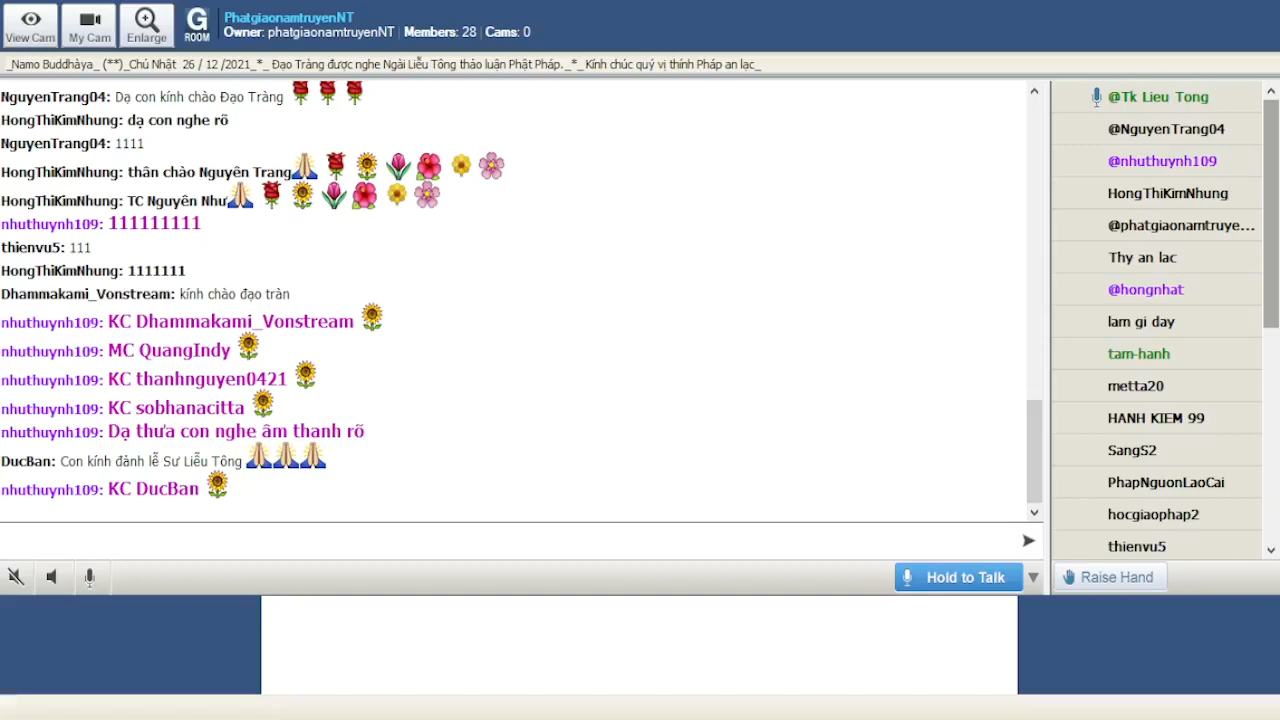 View Cam
My Cam
Enlarge
G
ROOM
PhatgiaonamtruyenNT
Owner: phatgiaonamtruyenNT | Members: 28 | Cams: 0
_Namo Buddhàya_ (**)_Chủ Nhật 26 / 12 /2021_*_ Đạo Tràng được nghe Ngài Liễu Tông thảo luận Phật Pháp._*_Kính chúc quý vị thính Pháp an lạc_
NguyenTrang04: Dạ con kính chào Đạo Tràng
HongThiKimNhung: dạ con nghe rõ
NguyenTrang04: 1111
HongThiKimNhung: thân chào Nguyên Trang
HongThiKimNhung: TC Nguyên Như
nhuthuynh109: 111111111
thienvu5: 111
HongThiKimNhung: 1111111
Dhammakami_Vonstream: kính chào đạo tràn
nhuthuynh109: KC Dhammakami_Vonstream
nhuthuynh109: MC QuangIndy
nhuthuynh109: KC thanhnguyen0421
nhuthuynh109: KC sobhanacitta
nhuthuynh109: Dạ thưa con nghe âm thanh rõ
DucBan: Con kính đảnh lễ Sư Liễu Tông
nhuthuynh109: KC DucBan
Hold to Talk
@Tk Lieu Tong
@NguyenTrang04
@nhuthuynh109
HongThiKimNhung
@phatgiaonamtruye...
Thy an lac
@hongnhat
lam gi day
tam-hanh
metta20
HANH KIEM 99
SangS2
PhapNguonLaoCai
hocgiaophap2
thienvu5
Raise Hand